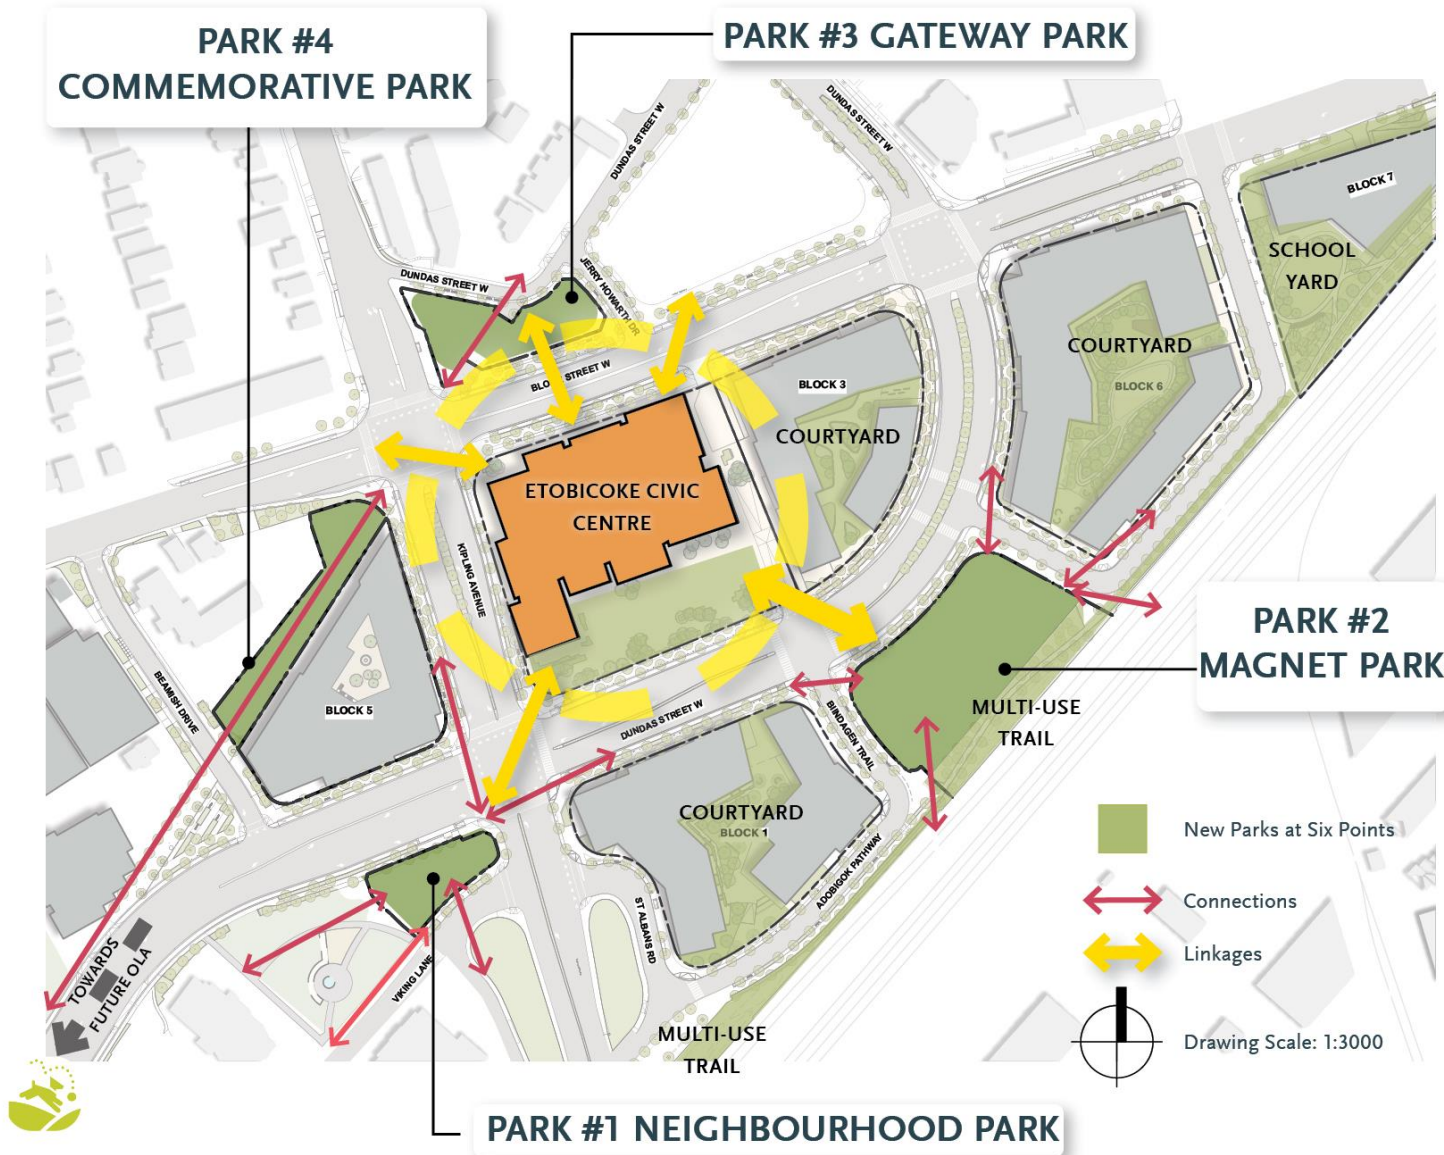 PARK #4
COMMEMORATIVE PARK
PARK #3 GATEWAY PARK
DUNDAS STREET W
DUNDAS STREET W
BLOCK 7
SCHOOL
YARD
DUNDAS STREET W
JERRY HOWARTH DR
COURTYARD
BLOCK 6
BLOOR STREET W
BLOCK 3
COURTYARD
ETOBICOKE CIVIC
CENTRE
KIPLING AVENUE
PARK #2
MAGNET PARK
BEAMISH DRIVE
BLOCK 5
DUNDAS STREET W
BINDAGEN TRAIL
MULTI-USE
TRAIL
COURTYARD
BLOCK 1
New Parks at Six Points
ADOBIGOK PATHWAY
Connections
ST ALBANS RD
TOWARDS
FUTURE OLA
VIKING LANE
Linkages
MULTI-USE
TRAIL
Drawing Scale: 1:3000
PARK #1 NEIGHBOURHOOD PARK